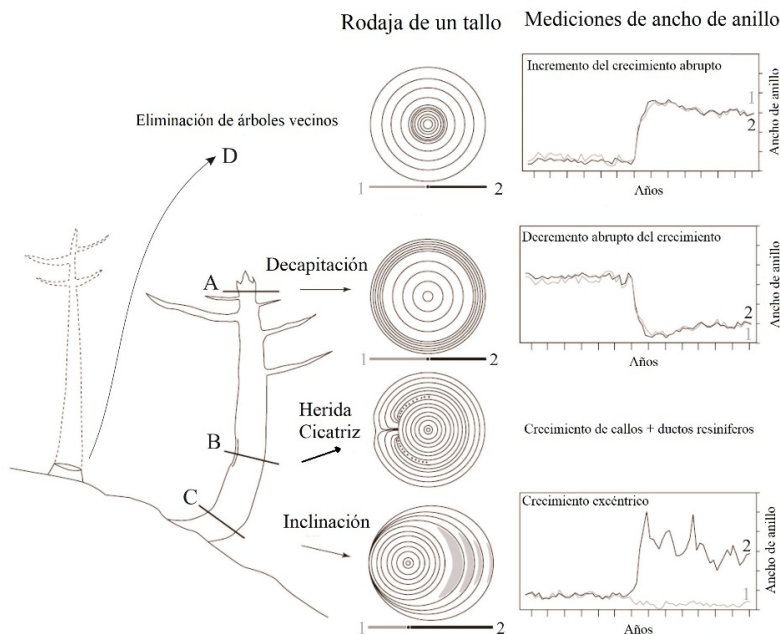 Rodaja de un tallo
Mediciones de ancho de anillo
Eliminación de árboles vecinos
D
1
2
Incremento del crecimiento abrupto
1
2
Ancho de anillo
Años
A
Decapitación
1
2
Decremento abrupto del crecimiento
2
1
Ancho de anillo
Años
B
Herida
Cicatriz
Crecimiento de callos + ductos resiníferos
C
Inclinación
1
2
Crecimiento excéntrico
2
1
Ancho de anillo
Años